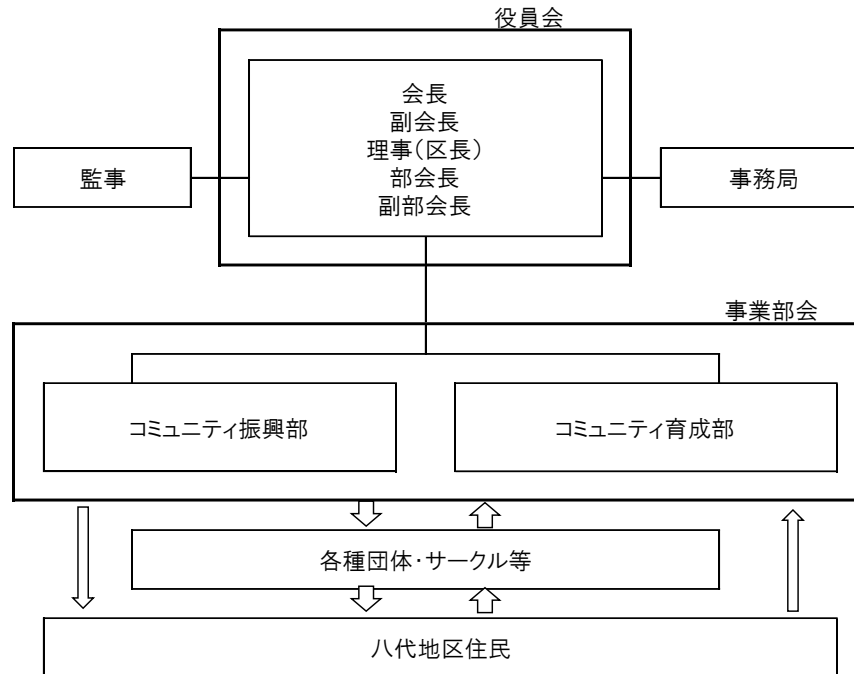 役員会
会長
副会長
理事(区長)
部会長
副部会長
監事
事務局
事業部会
コミュニティ振興部
コミュニティ育成部
各種団体・サークル等
八代地区住民